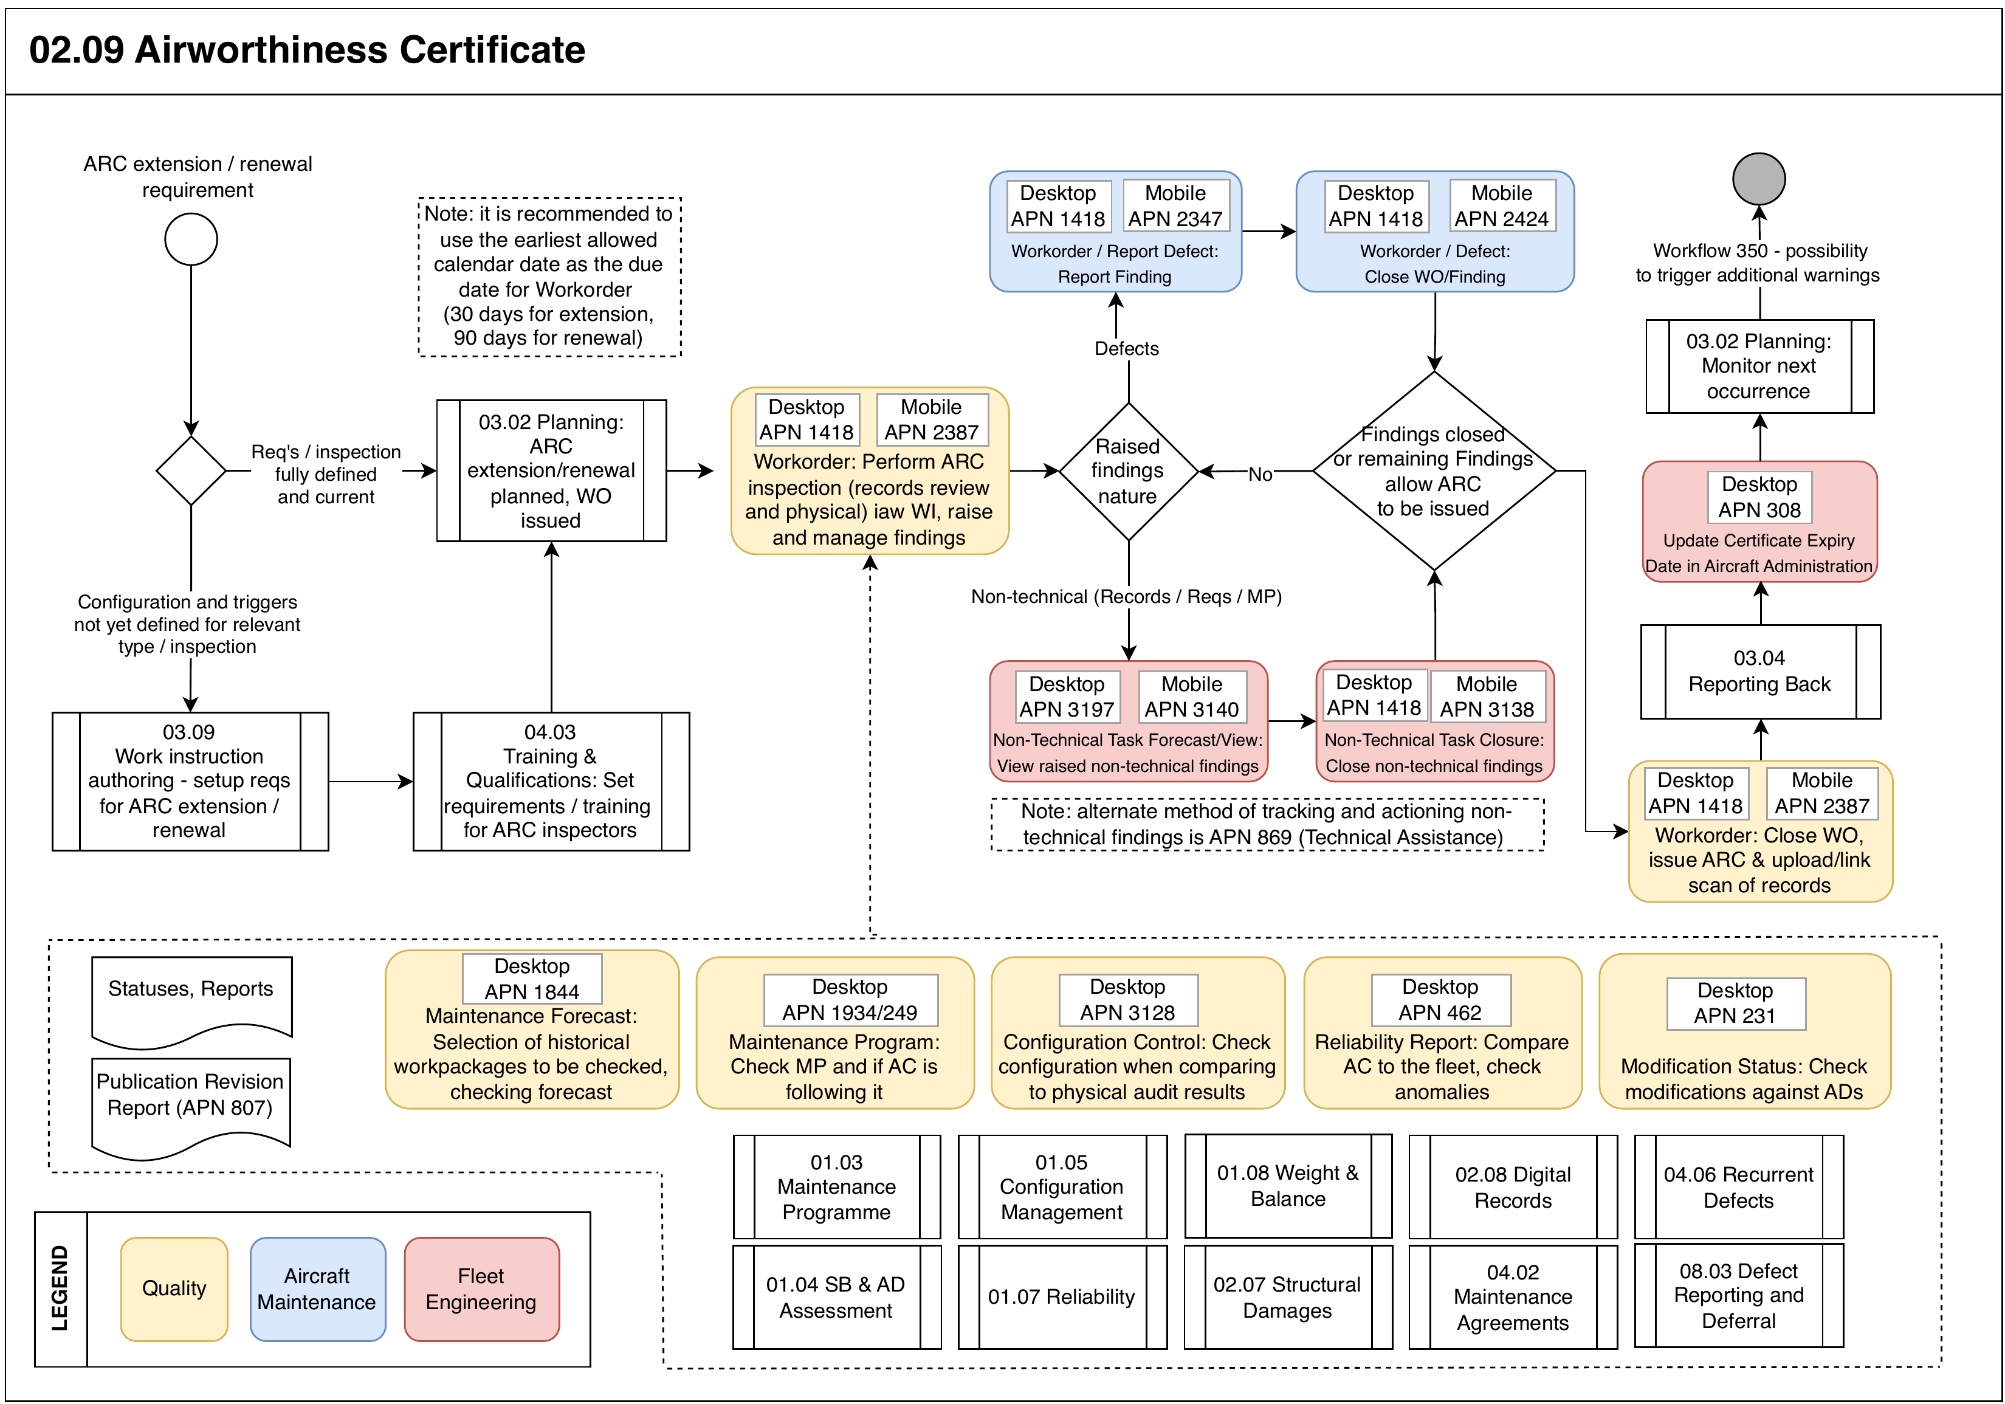 02.09 Airworthiness Certificate
ARC extension / renewal
requirement
Note: it is recommended to
use the earliest allowed
calendar date as the due
date for Workorder
(30 days for extension,
90 days for renewal)
Req's / inspection
fully defined
and current
Configuration and triggers
not yet defined for relevant
type / inspection
03.09
Work instruction
authoring - setup reqs
for ARC extension /
renewal
04.03
Training &
Qualifications: Set
requirements / training
for ARC inspectors
03.02 Planning:
ARC
extension/renewal
planned, WO
issued
Desktop
APN 1418
Mobile
APN 2387
Workorder: Perform ARC
inspection (records review
and physical) iaw WI, raise
and manage findings
Raised
findings
nature
Defects
Desktop
APN 1418
Mobile
APN 2347
Workorder / Report Defect:
Report Finding
Desktop
APN 1418
Mobile
APN 2424
Workorder / Defect:
Close WO/Finding
Non-technical (Records / Reqs / MP)
Desktop
APN 3197
Mobile
APN 3140
Non-Technical Task Forecast/View:
View raised non-technical findings
Desktop
APN 1418
Mobile
APN 3138
Non-Technical Task Closure:
Close non-technical findings
Note: alternate method of tracking and actioning non-
technical findings is APN 869 (Technical Assistance)
Findings closed
or remaining Findings
allow ARC
to be issued
No
Desktop
APN 1418
Mobile
APN 2387
Workorder: Close WO,
issue ARC & upload/link
scan of records
03.04
Reporting Back
Desktop
APN 308
Update Certificate Expiry
Date in Aircraft Administration
03.02 Planning:
Monitor next
occurrence
Workflow 350 - possibility
to trigger additional warnings
Statuses, Reports
Publication Revision
Report (APN 807)
Desktop
APN 1844
Maintenance Forecast:
Selection of historical
workpackages to be checked,
checking forecast
Desktop
APN 1934/249
Maintenance Program:
Check MP and if AC is
following it
Desktop
APN 3128
Configuration Control: Check
configuration when comparing
to physical audit results
Desktop
APN 462
Reliability Report: Compare
AC to the fleet, check
anomalies
Desktop
APN 231
Modification Status: Check
modifications against ADs
01.03
Maintenance
Programme
01.05
Configuration
Management
01.08 Weight &
Balance
02.08 Digital
Records
04.06 Recurrent
Defects
01.04 SB & AD
Assessment
01.07 Reliability
02.07 Structural
Damages
04.02
Maintenance
Agreements
08.03 Defect
Reporting and
Deferral
LEGEND
Quality
Aircraft
Maintenance
Fleet
Engineering